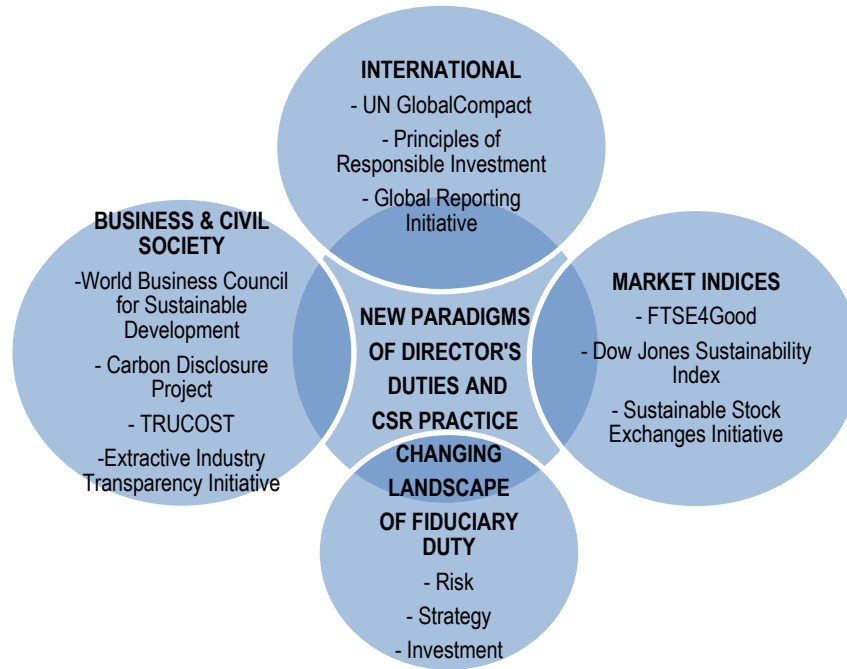 INTERNATIONAL
- UN GlobalCompact
- Principles of
Responsible Investment
- Global Reporting
Initiative
BUSINESS & CIVIL
SOCIETY
-World Business Council
for Sustainable
Development
- Carbon Disclosure
Project
- TRUCOST
-Extractive Industry
Transparency Initiative
NEW PARADIGMS
OF DIRECTOR'S
DUTIES AND
CSR PRACTICE
MARKET INDICES
- FTSE4Good
- Dow Jones Sustainability
Index
- Sustainable Stock
Exchanges Initiative
CHANGING
LANDSCAPE
OF FIDUCIARY
DUTY
- Risk
- Strategy
- Investment